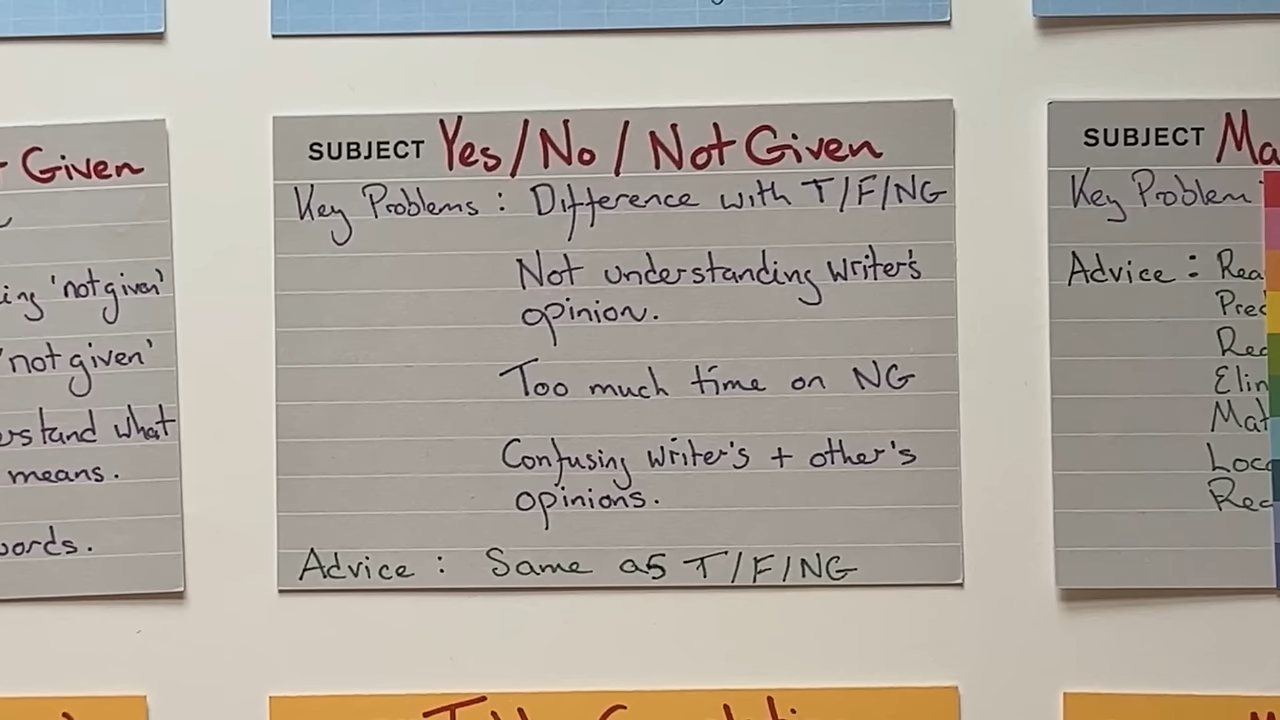 Given
'not given'
'not given'
what
means.
SUBJECT Yes/No/Not Given
Key Problems: Difference with T/F/NG
Not understanding writer's
opinion.
Too much time on NG
Confusing writer's + other's
opinions.
Advice: Same as T/F/NG
SUBJECT
Key Problem
Advice: